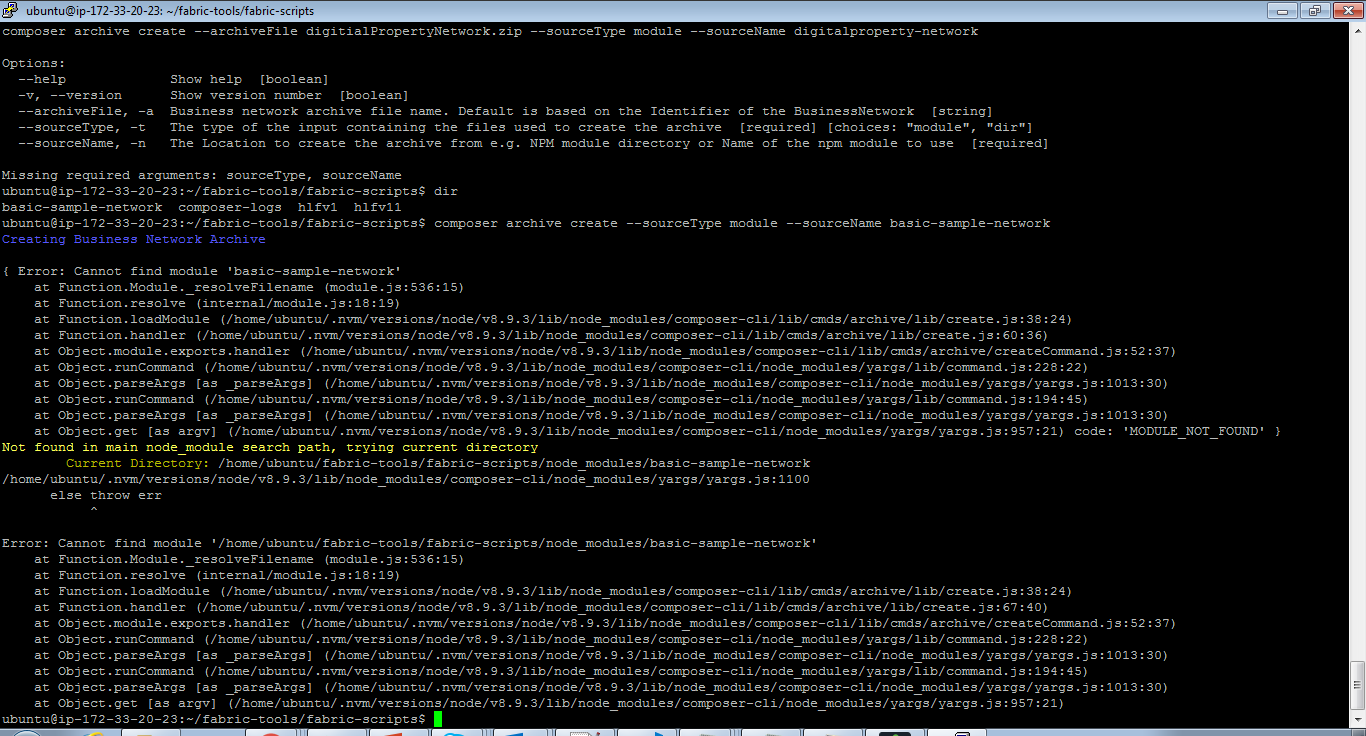 ubuntu@ip-172-33-20-23: ~/fabric-tools/fabric-scripts
composer archive create --archiveFile digitialPropertyNetwork.zip --sourceType module --sourceName digitalproperty-network
Options:
--help Show help [boolean]
-v, --version Show version number [boolean]
--archiveFile, -a Business network archive file name. Default is based on the Identifier of the BusinessNetwork [string]
--sourceType, -t The type of the input containing the files used to create the archive [required] [choices: "module", "dir"]
--sourceName, -n The Location to create the archive from e.g. NPM module directory or Name of the npm module to use [required]
Missing required arguments: sourceType, sourceName
ubuntu@ip-172-33-20-23:~/fabric-tools/fabric-scripts$ dir
basic-sample-network composer-logs hlfv1 hlfv11
ubuntu@ip-172-33-20-23:~/fabric-tools/fabric-scripts$ composer archive create --sourceType module --sourceName basic-sample-network
Creating Business Network Archive
{ Error: Cannot find module 'basic-sample-network'
at Function.Module._resolveFilename (module.js:536:15)
at Function.resolve (internal/module.js:18:19)
at Function.loadModule (/home/ubuntu/.nvm/versions/node/v8.9.3/lib/node_modules/composer-cli/lib/cmds/archive/lib/create.js:38:24)
at Function.handler (/home/ubuntu/.nvm/versions/node/v8.9.3/lib/node_modules/composer-cli/lib/cmds/archive/lib/create.js:60:36)
at Object.module.exports.handler (/home/ubuntu/.nvm/versions/node/v8.9.3/lib/node_modules/composer-cli/lib/cmds/archive/createCommand.js:52:37)
at Object.runCommand (/home/ubuntu/.nvm/versions/node/v8.9.3/lib/node_modules/composer-cli/node_modules/yargs/lib/command.js:228:22)
at Object.parseArgs [as _parseArgs] (/home/ubuntu/.nvm/versions/node/v8.9.3/lib/node_modules/composer-cli/node_modules/yargs/yargs.js:1013:30)
at Object.runCommand (/home/ubuntu/.nvm/versions/node/v8.9.3/lib/node_modules/composer-cli/node_modules/yargs/lib/command.js:194:45)
at Object.parseArgs [as _parseArgs] (/home/ubuntu/.nvm/versions/node/v8.9.3/lib/node_modules/composer-cli/node_modules/yargs/yargs.js:1013:30)
at Object.get [as argv] (/home/ubuntu/.nvm/versions/node/v8.9.3/lib/node_modules/composer-cli/node_modules/yargs/yargs.js:957:21) code: 'MODULE_NOT_FOUND' }
Not found in main node_module search path, trying current directory
Current Directory: /home/ubuntu/fabric-tools/fabric-scripts/node_modules/basic-sample-network
/home/ubuntu/.nvm/versions/node/v8.9.3/lib/node_modules/composer-cli/node_modules/yargs/yargs.js:1100
else throw err
^
Error: Cannot find module '/home/ubuntu/fabric-tools/fabric-scripts/node_modules/basic-sample-network'
at Function.Module._resolveFilename (module.js:536:15)
at Function.resolve (internal/module.js:18:19)
at Function.loadModule (/home/ubuntu/.nvm/versions/node/v8.9.3/lib/node_modules/composer-cli/lib/cmds/archive/lib/create.js:38:24)
at Function.handler (/home/ubuntu/.nvm/versions/node/v8.9.3/lib/node_modules/composer-cli/lib/cmds/archive/lib/create.js:67:40)
at Object.module.exports.handler (/home/ubuntu/.nvm/versions/node/v8.9.3/lib/node_modules/composer-cli/lib/cmds/archive/createCommand.js:52:37)
at Object.runCommand (/home/ubuntu/.nvm/versions/node/v8.9.3/lib/node_modules/composer-cli/node_modules/yargs/lib/command.js:228:22)
at Object.parseArgs [as _parseArgs] (/home/ubuntu/.nvm/versions/node/v8.9.3/lib/node_modules/composer-cli/node_modules/yargs/yargs.js:1013:30)
at Object.runCommand (/home/ubuntu/.nvm/versions/node/v8.9.3/lib/node_modules/composer-cli/node_modules/yargs/lib/command.js:194:45)
at Object.parseArgs [as _parseArgs] (/home/ubuntu/.nvm/versions/node/v8.9.3/lib/node_modules/composer-cli/node_modules/yargs/yargs.js:1013:30)
at Object.get [as argv] (/home/ubuntu/.nvm/versions/node/v8.9.3/lib/node_modules/composer-cli/node_modules/yargs/yargs.js:957:21)
ubuntu@ip-172-33-20-23:~/fabric-tools/fabric-scripts$